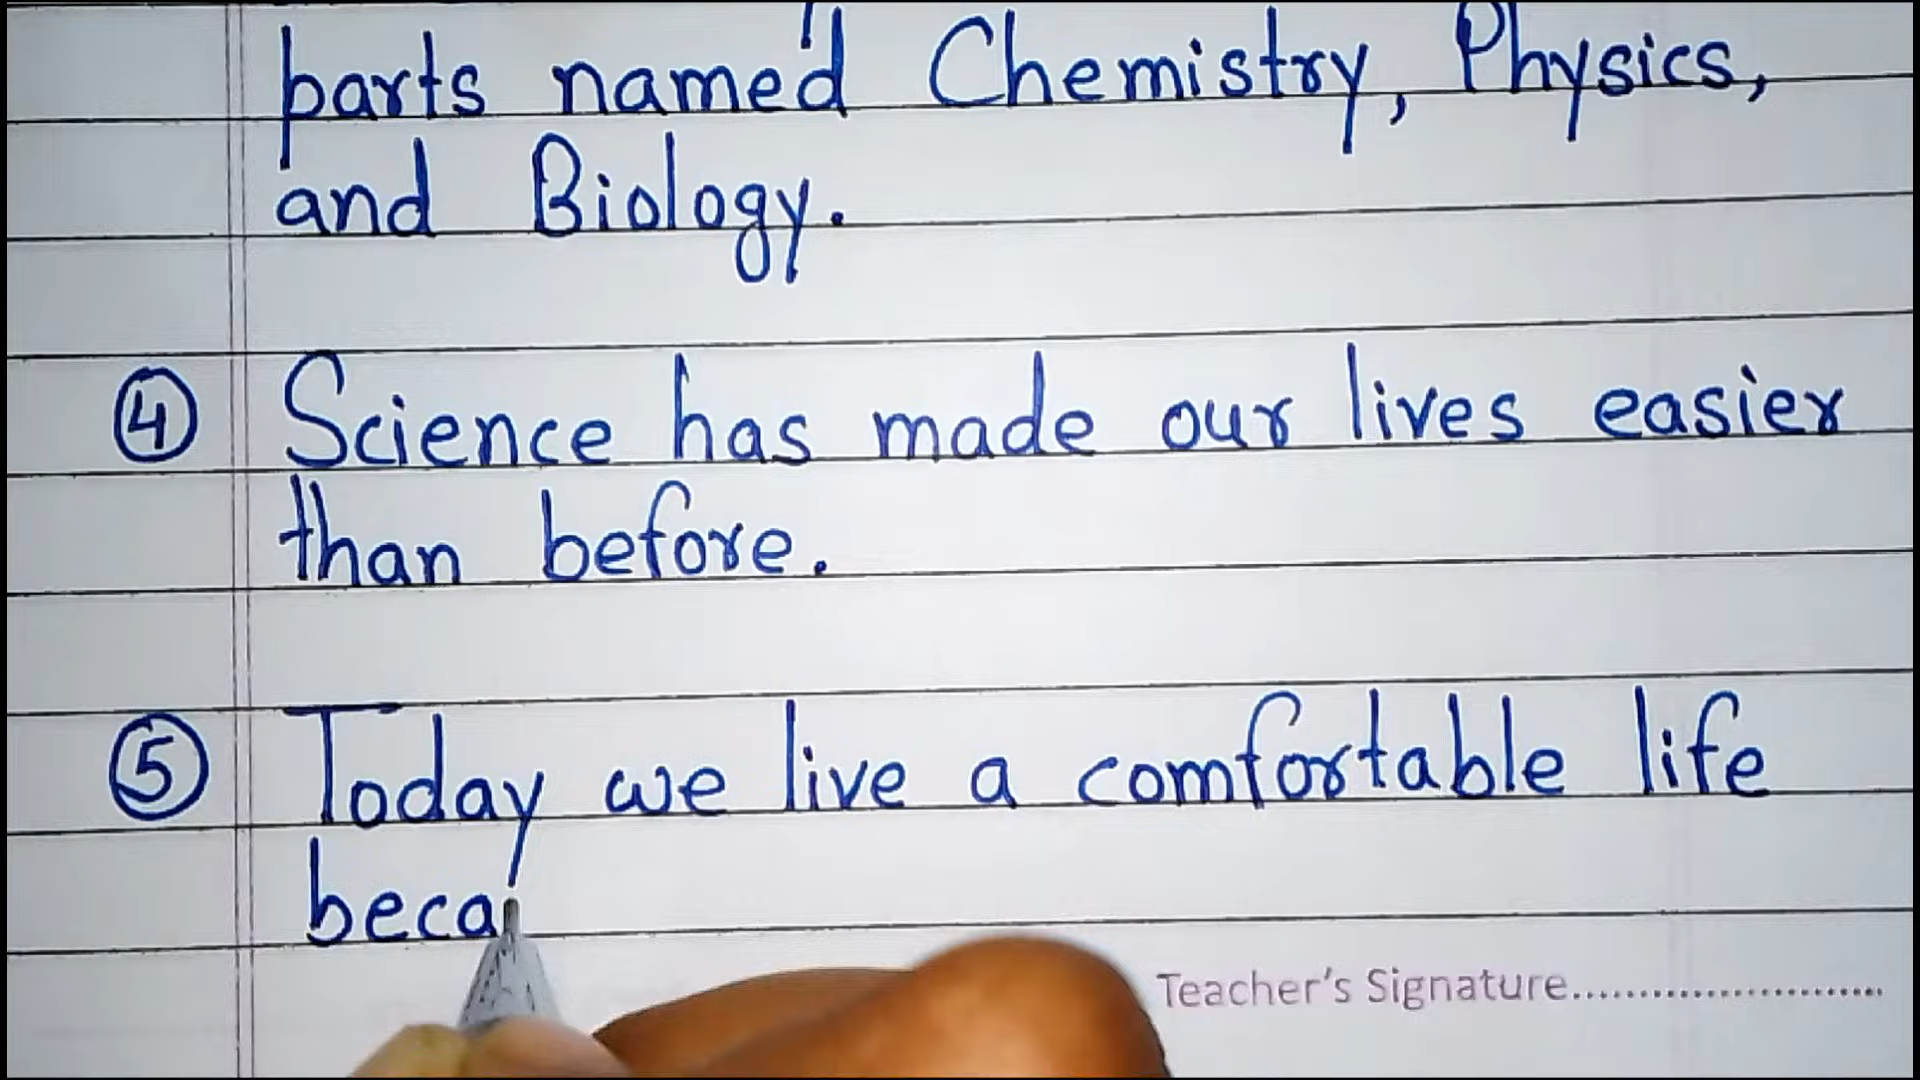 parts named Chemistry, Physics,
and Biology.
④ Science has made our lives easier
than before.
⑤ Today we live a comfortable life
beca
Teacher's Signature........................